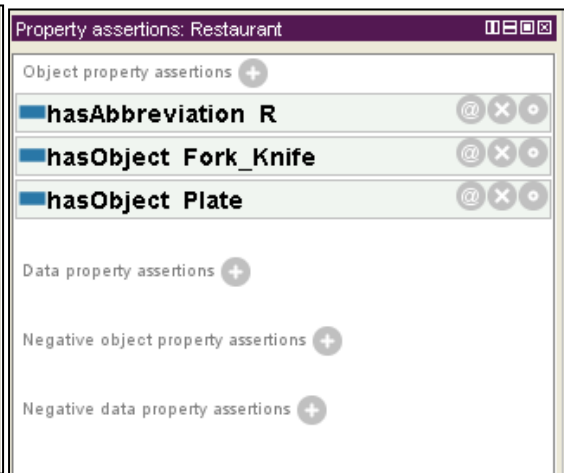 Property assertions: Restaurant
Object property assertions
hasAbbreviation R
hasObject Fork_Knife
hasObject Plate
Data property assertions
Negative object property assertions
Negative data property assertions